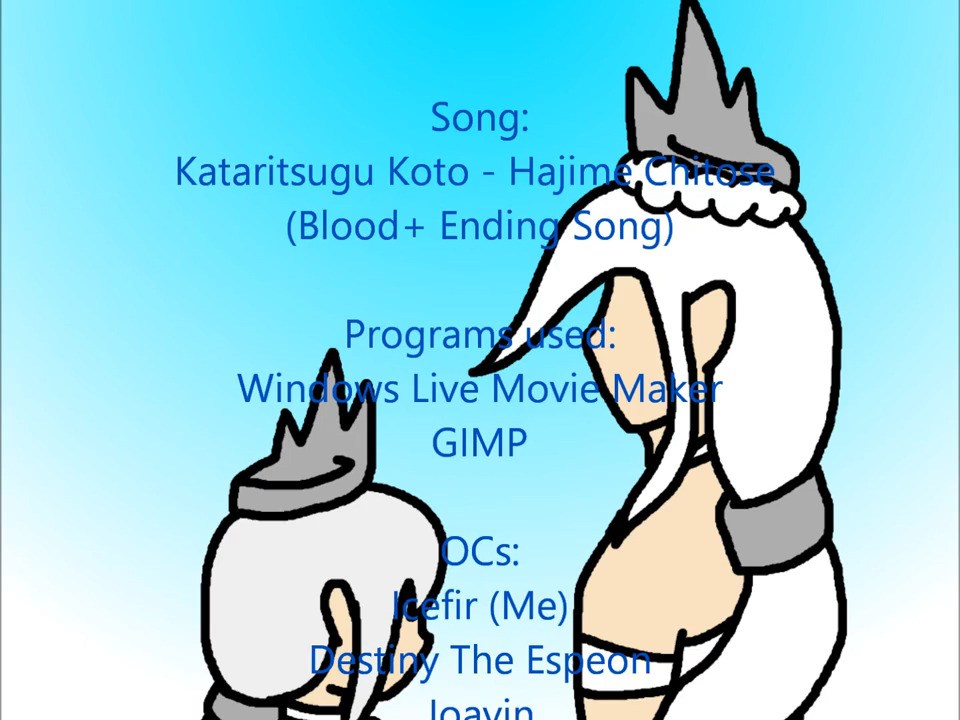 Song:
Kataritsugu Koto - Hajime Chitose
(Blood+ Ending Song)
Programs used:
Windows Live Movie Maker
GIMP
OCs:
Icefir (Me)
Destiny The Espeon